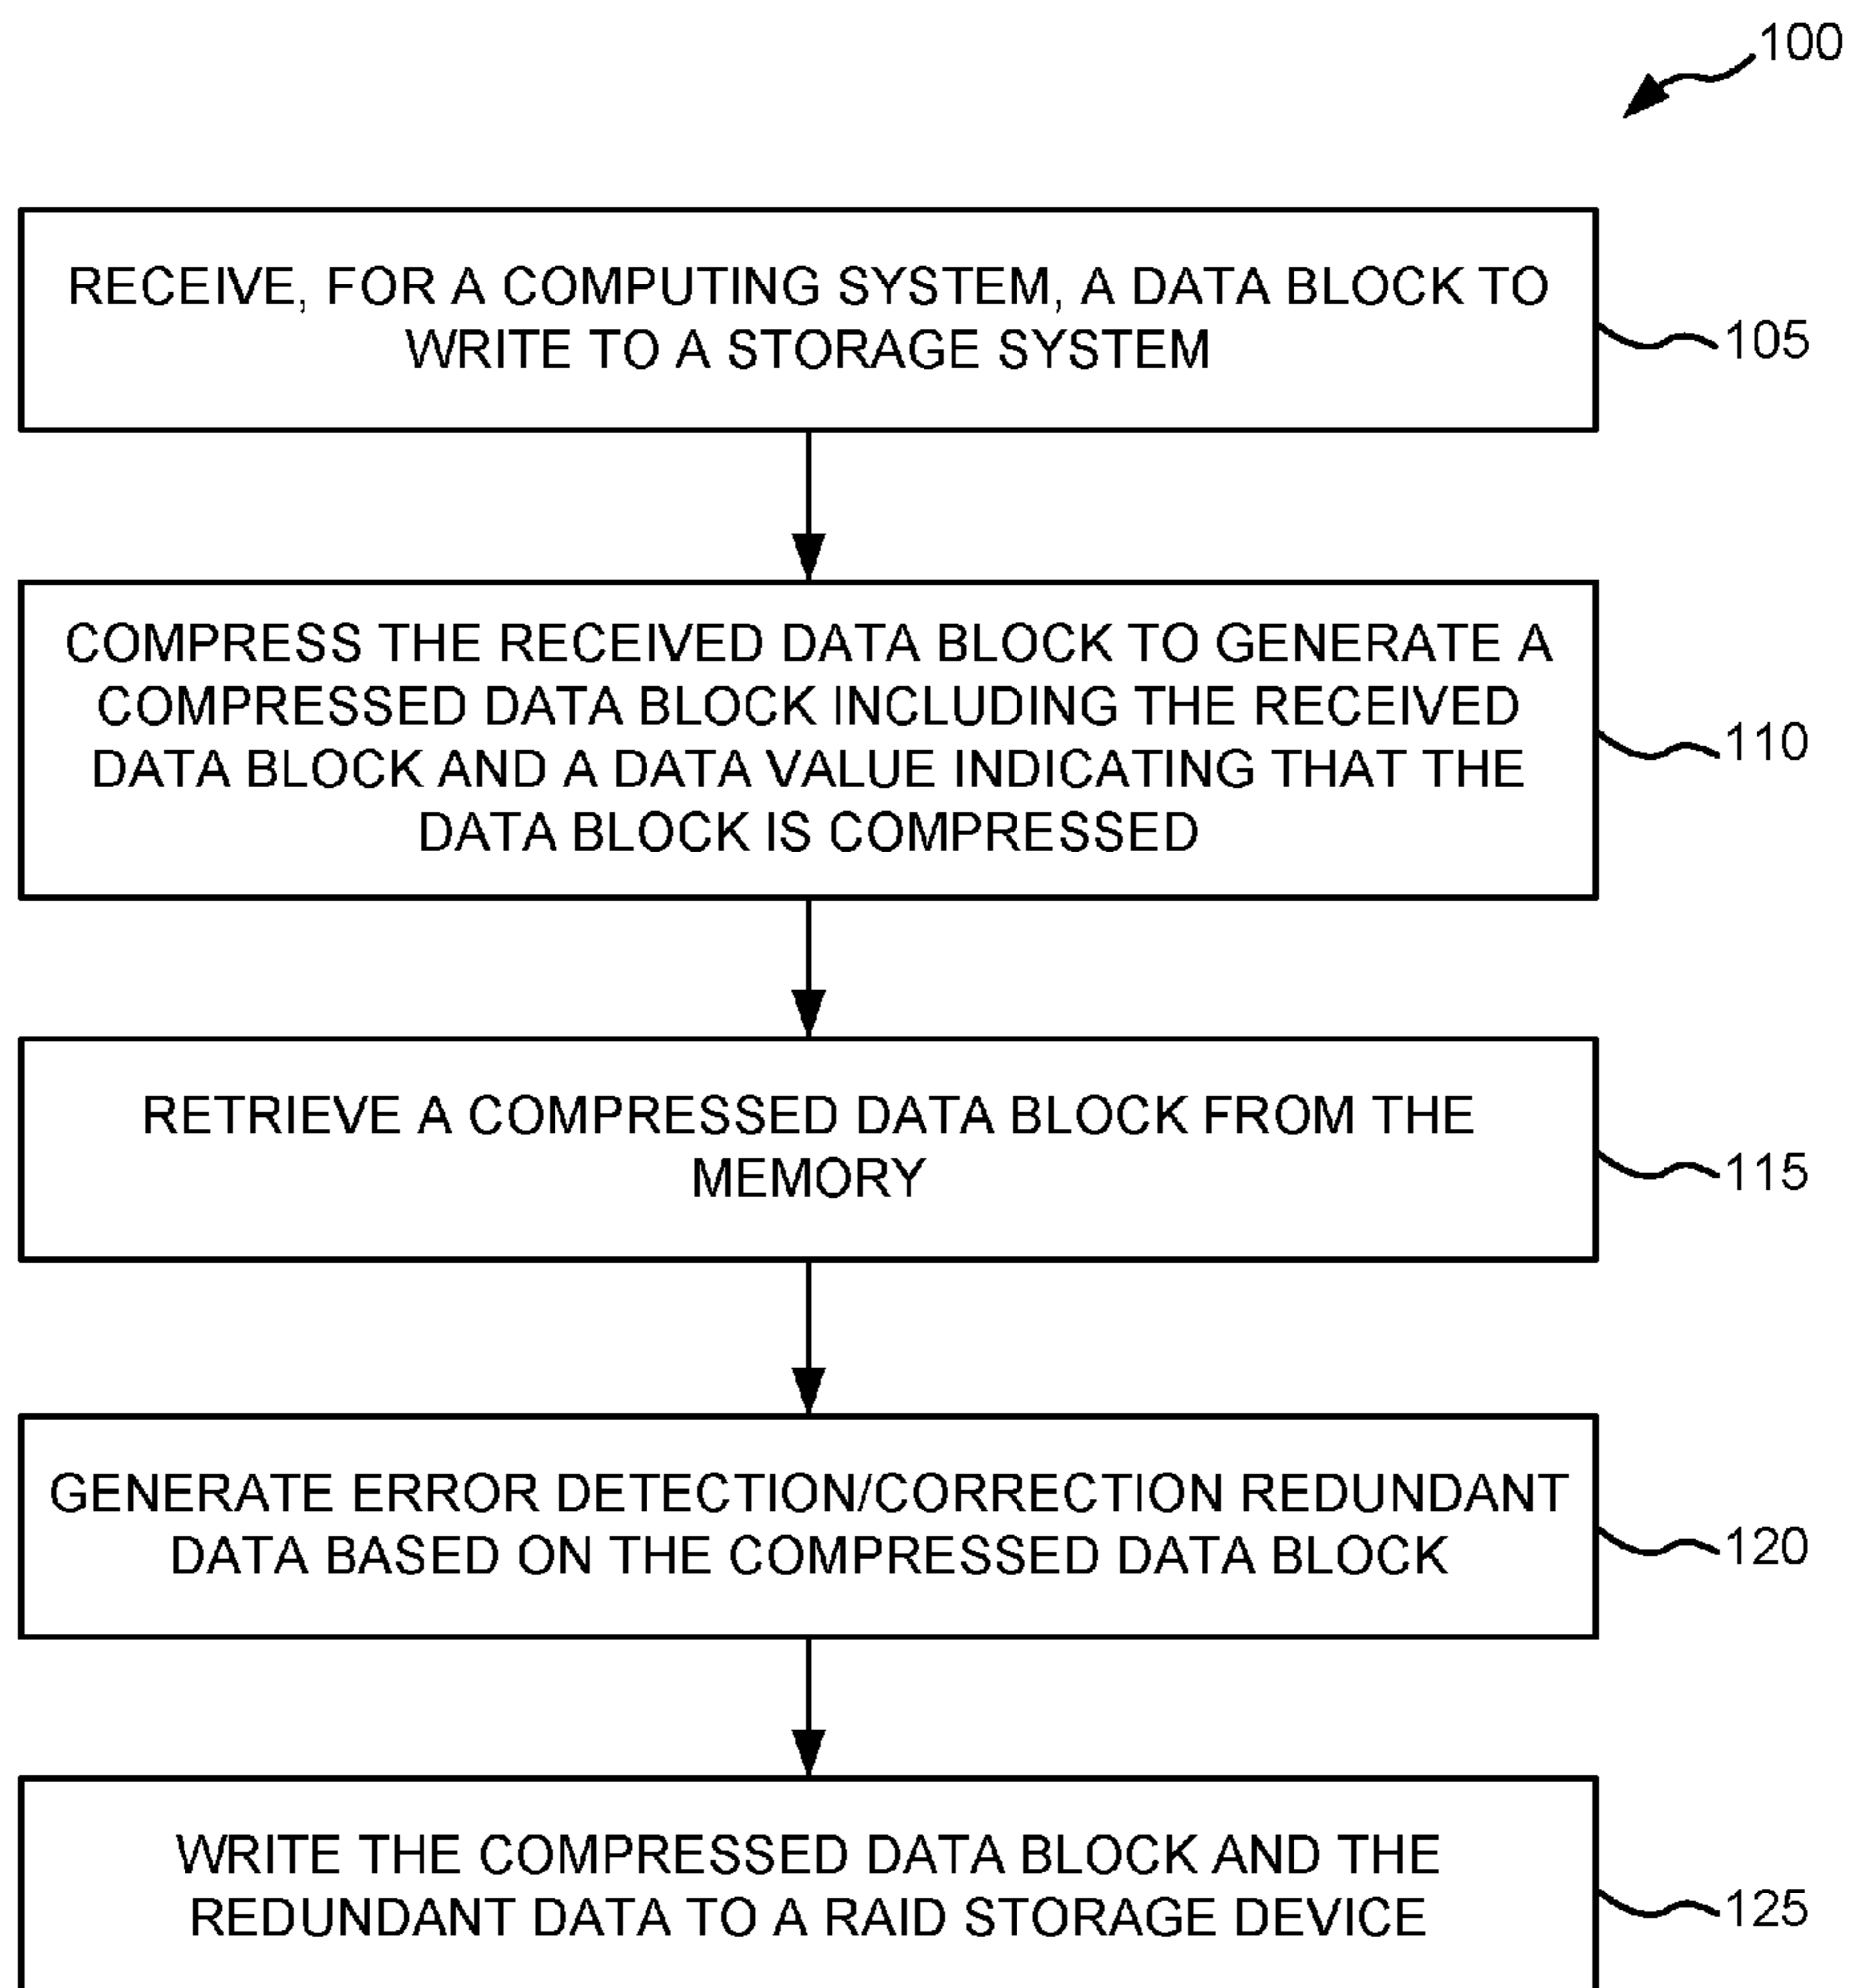 100
RECEIVE, FOR A COMPUTING SYSTEM, A DATA BLOCK TO
WRITE TO A STORAGE SYSTEM
105
COMPRESS THE RECEIVED DATA BLOCK TO GENERATE A
COMPRESSED DATA BLOCK INCLUDING THE RECEIVED
DATA BLOCK AND A DATA VALUE INDICATING THAT THE
DATA BLOCK IS COMPRESSED
110
RETRIEVE A COMPRESSED DATA BLOCK FROM THE
MEMORY
115
GENERATE ERROR DETECTION/CORRECTION REDUNDANT
DATA BASED ON THE COMPRESSED DATA BLOCK
120
WRITE THE COMPRESSED DATA BLOCK AND THE
REDUNDANT DATA TO A RAID STORAGE DEVICE
125